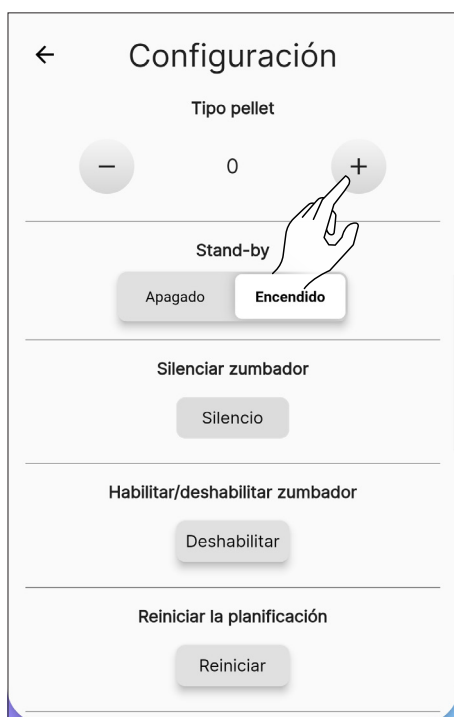 Configuración
Tipo pellet
0
Stand-by
Apagado Encendido
Silenciar zumbador
Silencio
Habilitar/deshabilitar zumbador
Deshabilitar
Reiniciar la planificación
Reiniciar